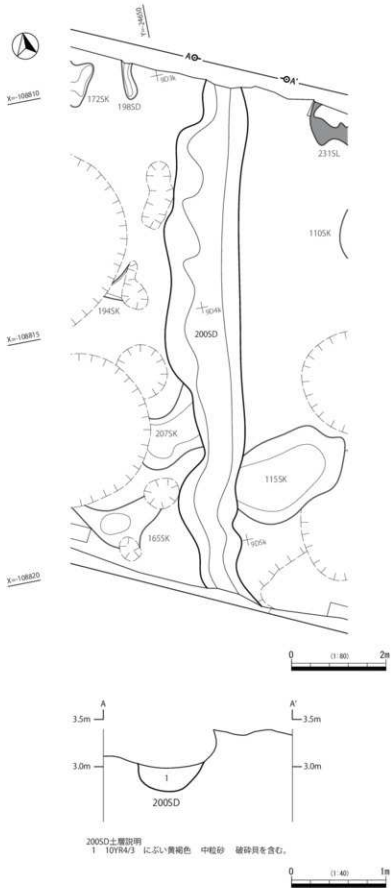 Y=-24650
A
A'
X=-108810
9D3k
172SK
198SD
231SL
110SK
194SK
9D4k
X=-108815
200SD
207SK
115SK
165SK
9D5k
X=-108820
0 (1:80) 2m
A A'
3.5m 3.5m
3.0m 3.0m
1
200SD
200SD土層説明
1 10YR4/3 にぶい黄褐色 中粒砂 破砕貝を含む。
0 (1:40) 1m